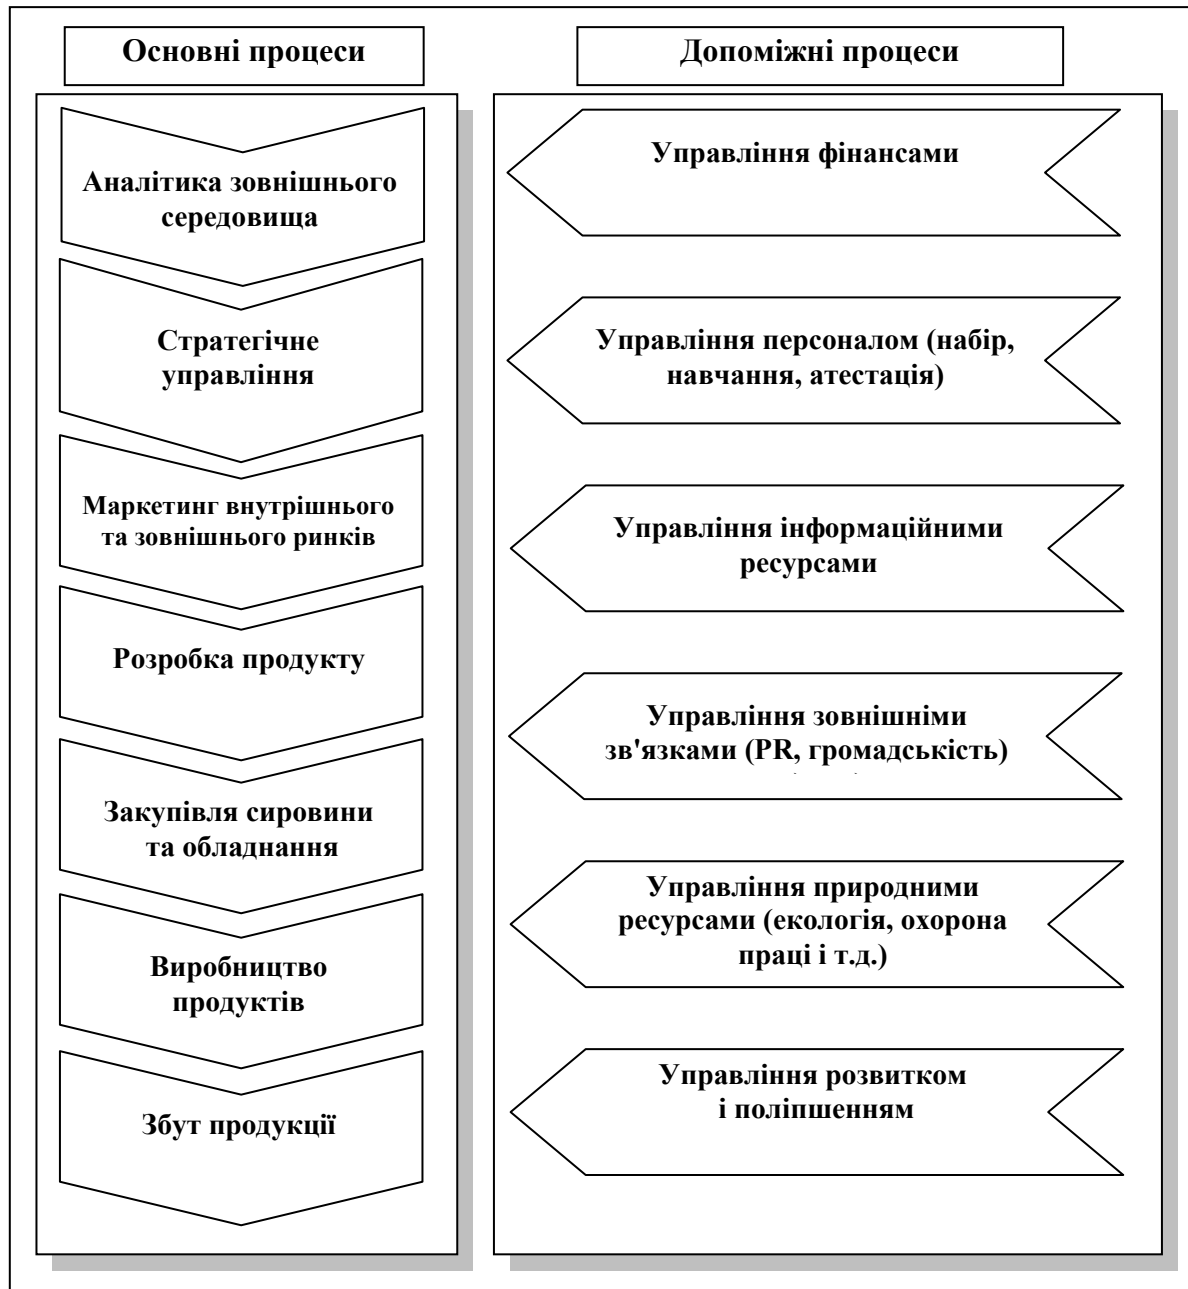 Основні процеси
Аналітика зовнішнього
середовища
Стратегічне
управління
Маркетинг внутрішнього
та зовнішнього ринків
Розробка продукту
Закупівля сировини
та обладнання
Виробництво
продуктів
Збут продукції
Допоміжні процеси
Управління фінансами
Управління персоналом (набір,
навчання, атестація)
Управління інформаційними
ресурсами
Управління зовнішніми
зв'язками (PR, громадськість)
Управління природними
ресурсами (екологія, охорона
праці і т.д.)
Управління розвитком
і поліпшенням